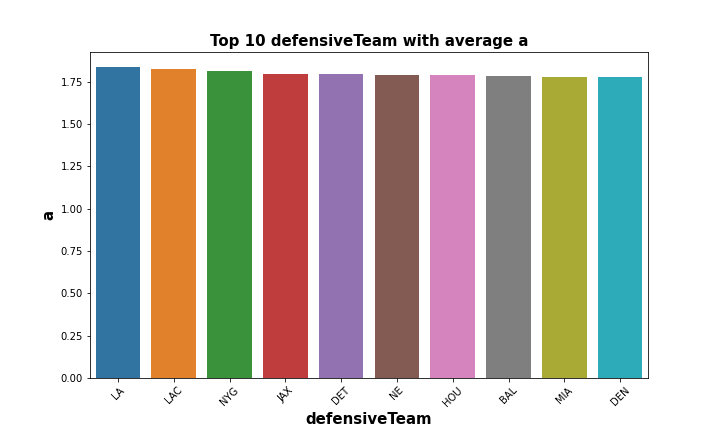 Top 10 defensiveTeam with average a
a
1.75
1.50
1.25
1.00
0.75
0.50
0.25
0.00
LA LAC NYG JAX DET NE HOU BAL MIA DEN
defensiveTeam